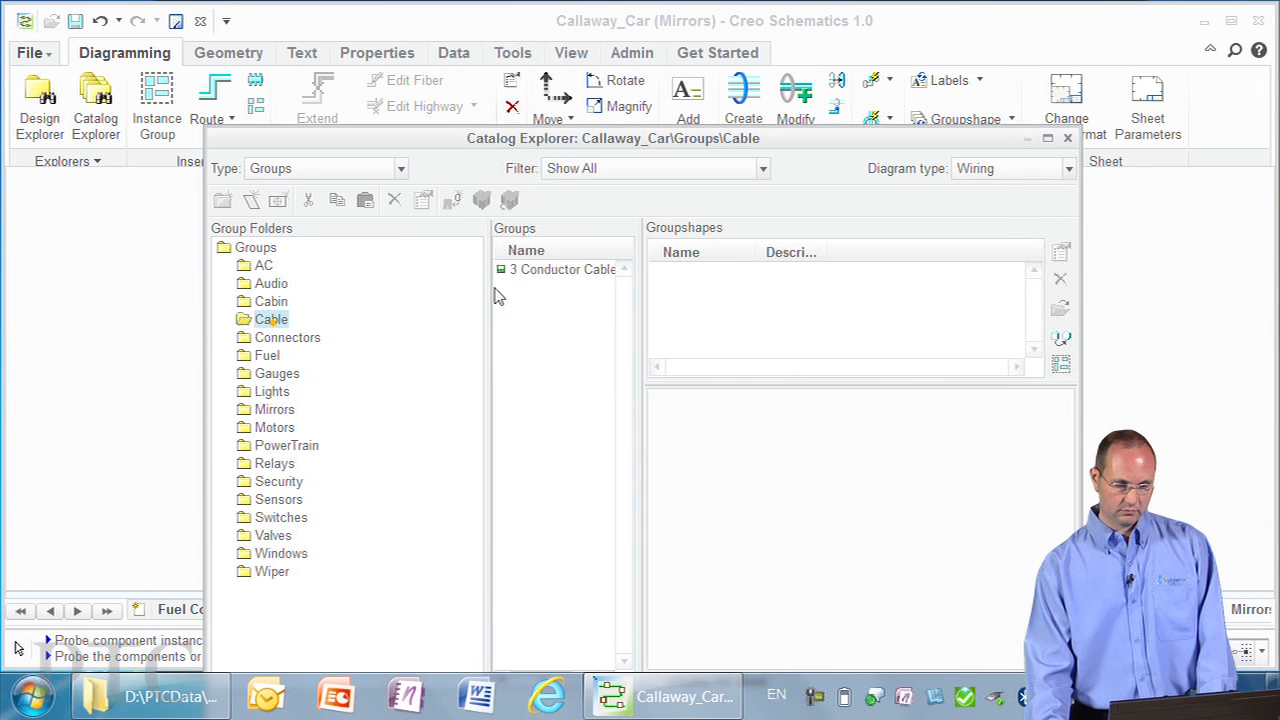 Callaway_Car (Mirrors) - Creo Schematics 1.0
File Diagramming Geometry Text Properties Data Tools View Admin Get Started
Design Explorer
Catalog Explorer
Instance Group
Route
Extend
Edit Fiber
Edit Highway
Move
Rotate
Magnify
Add
Create
Modify
Labels
Groupshape
Change
rmat
Sheet Parameters
Explorers
Inser
Sheet
Catalog Explorer: Callaway_Car\Groups\Cable
Type: Groups Filter: Show All Diagram type: Wiring
Group Folders
Groups
AC
Audio
Cabin
Cable
Connectors
Fuel
Gauges
Lights
Mirrors
Motors
PowerTrain
Relays
Security
Sensors
Switches
Valves
Windows
Wiper
Groups
Name
3 Conductor Cable
Groupshapes
Name Descri...
Fuel Co
Mirrors
Probe component instanc
Probe the components or
PTC
D:\PTCData\...
Callaway_Car...
EN